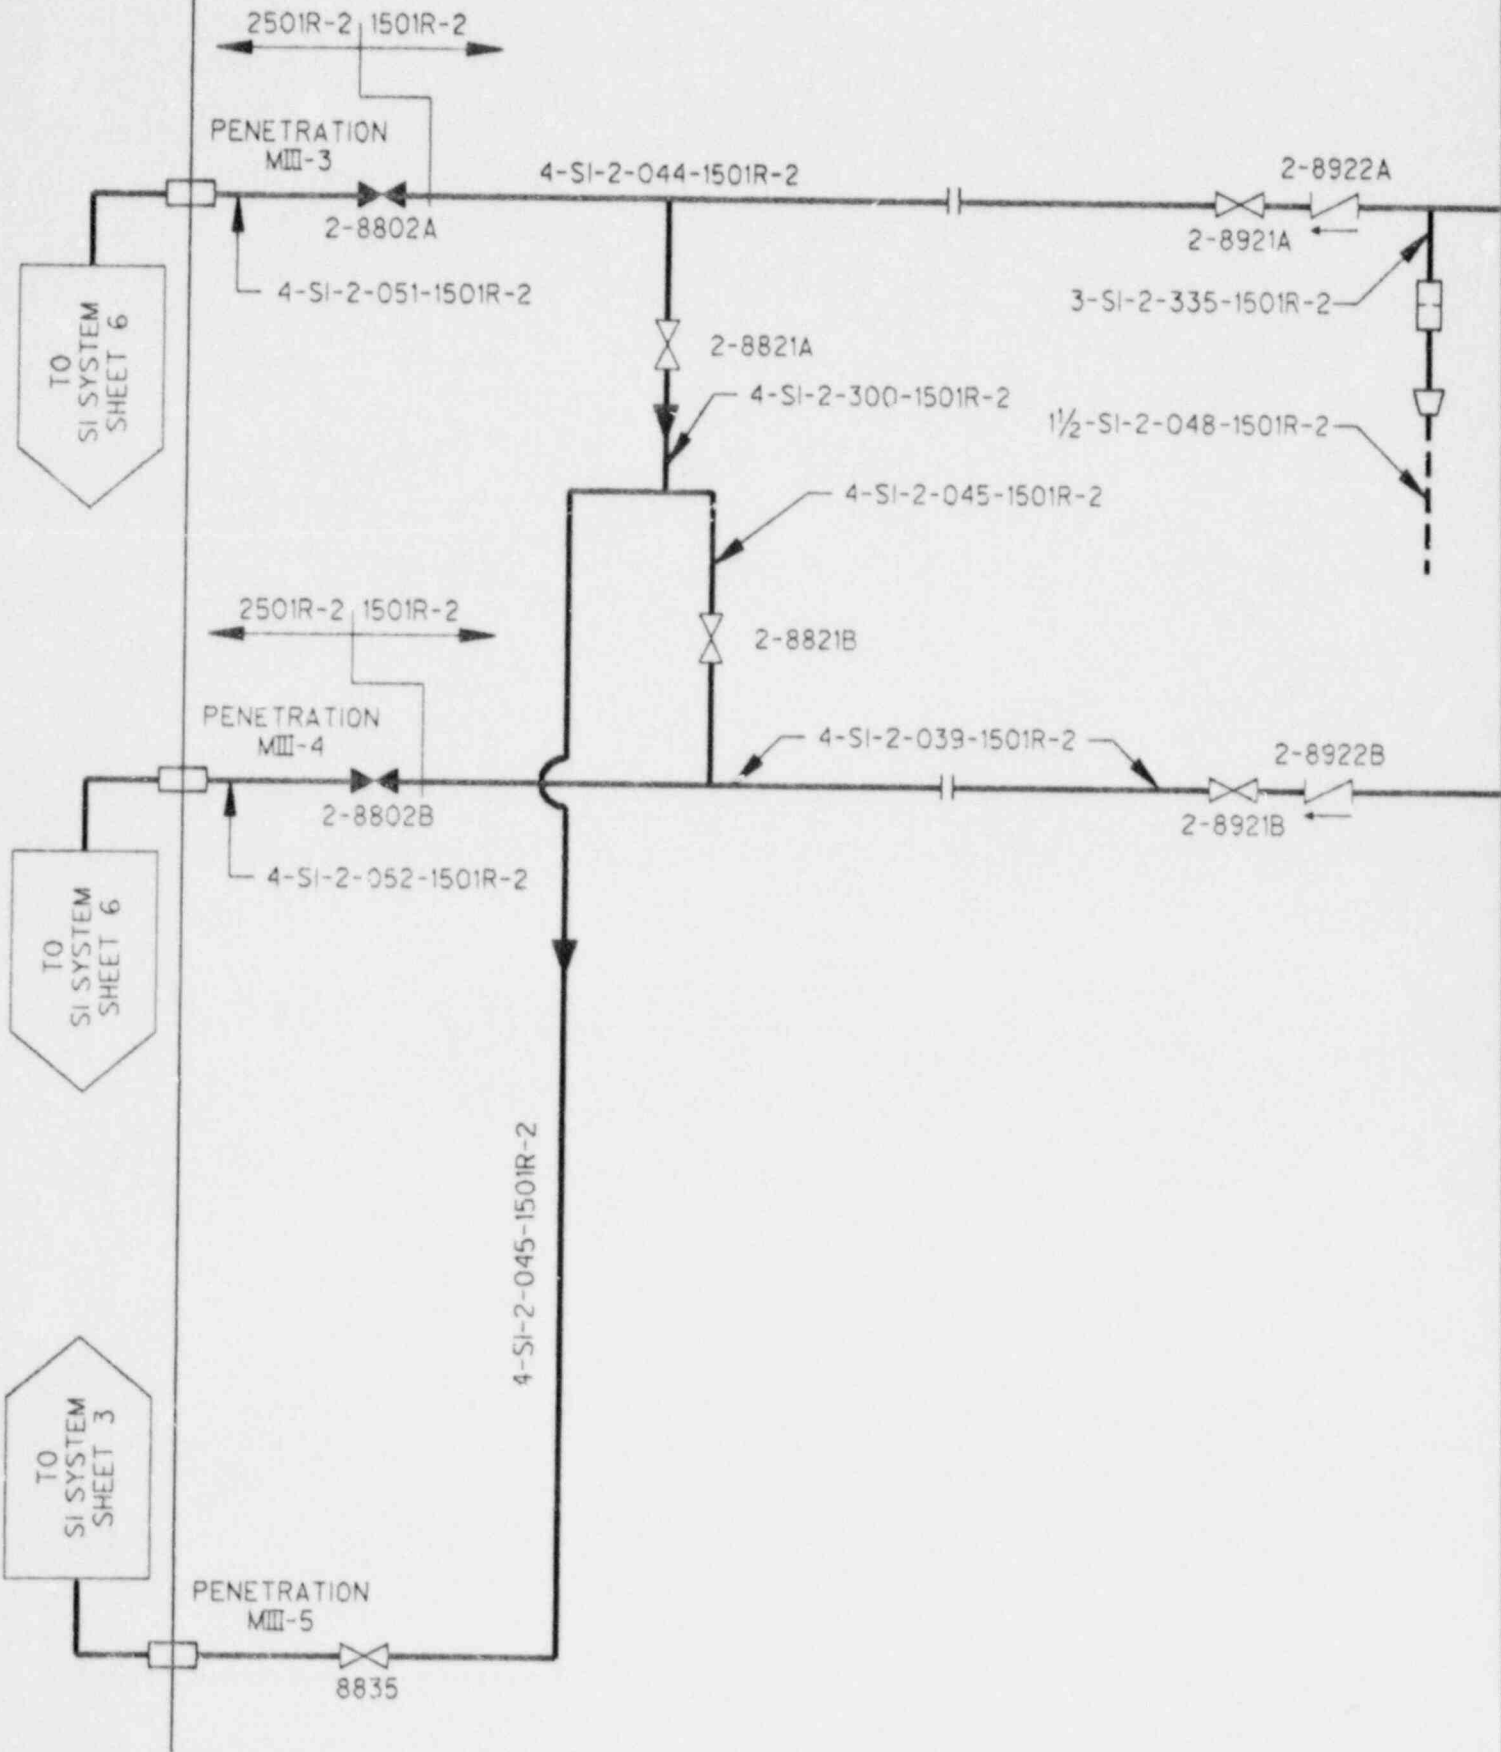 2501R-2 1501R-2
PENETRATION
MIII-3
4-SI-2-044-1501R-2
2-8922A
2-8802A
2-8921A
4-SI-2-051-1501R-2
3-SI-2-335-1501R-2
TO
SI SYSTEM
SHEET 6
2-8821A
4-SI-2-300-1501R-2
1½-SI-2-048-1501R-2
4-SI-2-045-1501R-2
2501R-2 1501R-2
2-8821B
PENETRATION
MIII-4
4-SI-2-039-1501R-2
2-8922B
2-8802B
2-8921B
4-SI-2-052-1501R-2
TO
SI SYSTEM
SHEET 6
4-SI-2-045-1501R-2
TO
SI SYSTEM
SHEET 3
PENETRATION
MIII-5
8835